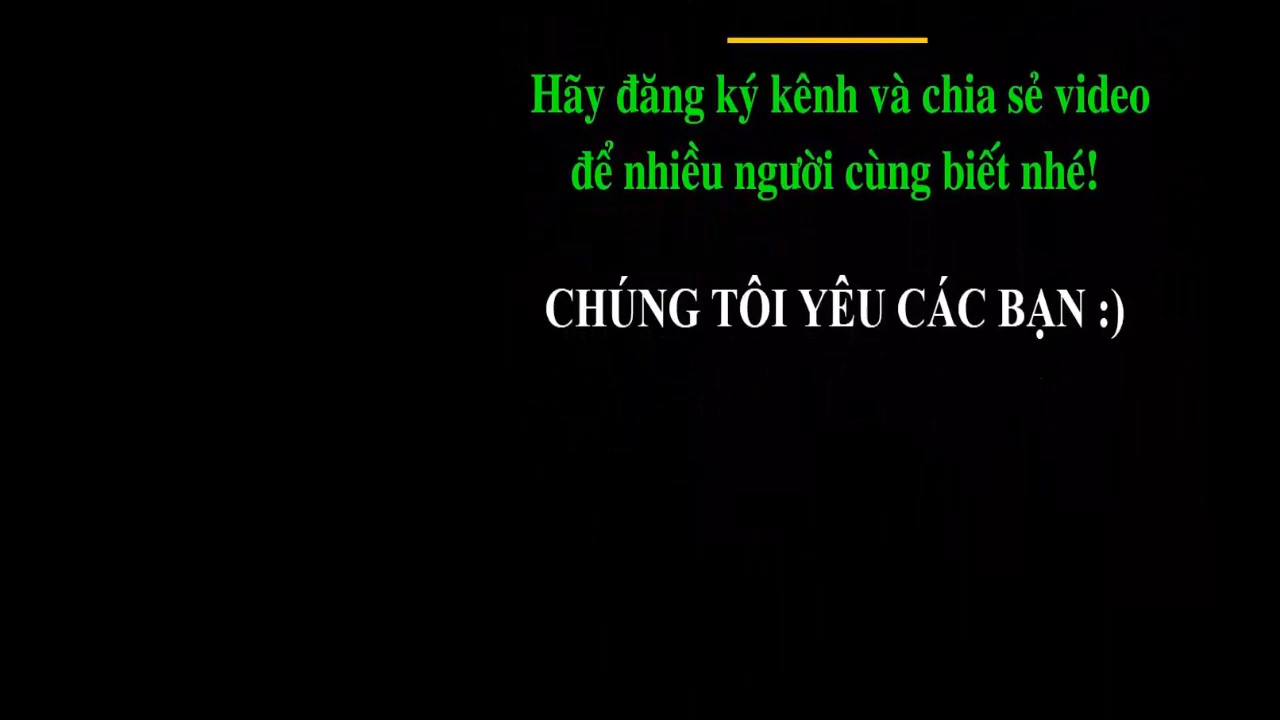 Hãy đăng ký kênh và chia sẻ video
để nhiều người cùng biết nhé!
CHÚNG TÔI YÊU CÁC BẠN :)